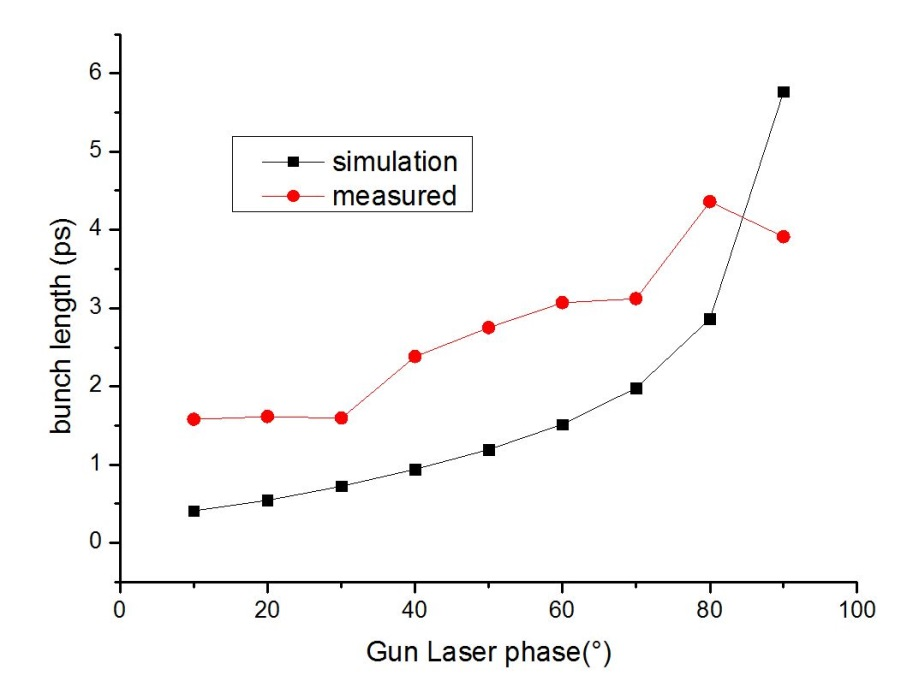 6
5
4
3
2
1
0
bunch length (ps)
simulation
measured
0 20 40 60 80 100
Gun Laser phase(°)